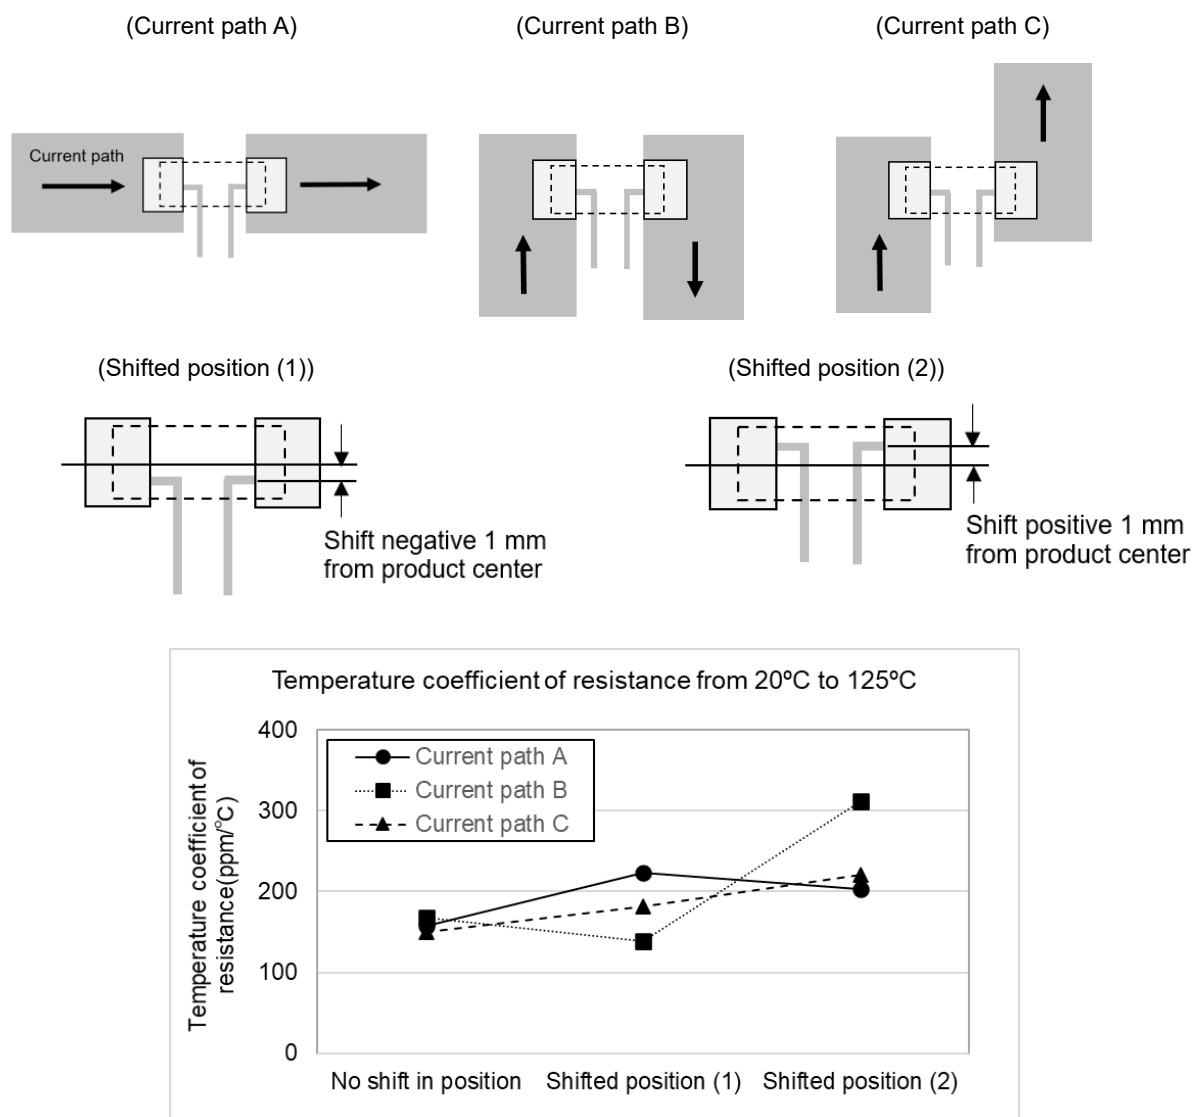 (Current path A)
(Current path B)
(Current path C)
Current path
(Shifted position (1))
(Shifted position (2))
Shift negative 1 mm
from product center
Shift positive 1 mm
from product center
Temperature coefficient of resistance from 20ºC to 125ºC
Temperature coefficient of
resistance(ppm/°C)
400
300
200
100
0
Current path A
Current path B
Current path C
No shift in position
Shifted position (1)
Shifted position (2)